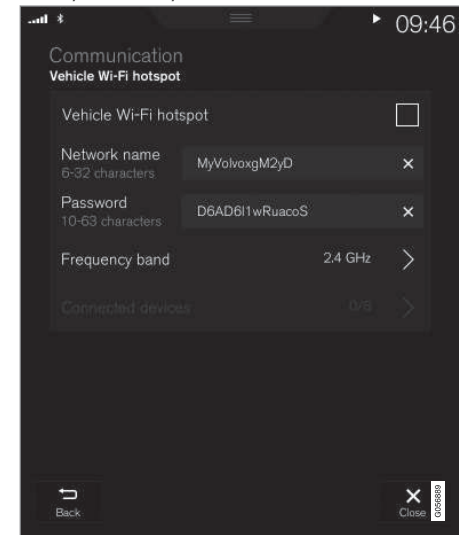 09:46
Communication
Vehicle Wi-Fi hotspot
Vehicle Wi-Fi hotspot
Network name
6-32 characters
MyVolvoxgM2yD
Password
10-63 characters
D6AD6I1wRuacoS
Frequency band
2.4 GHz
Connected devices
0/8
Back
Close
G056889